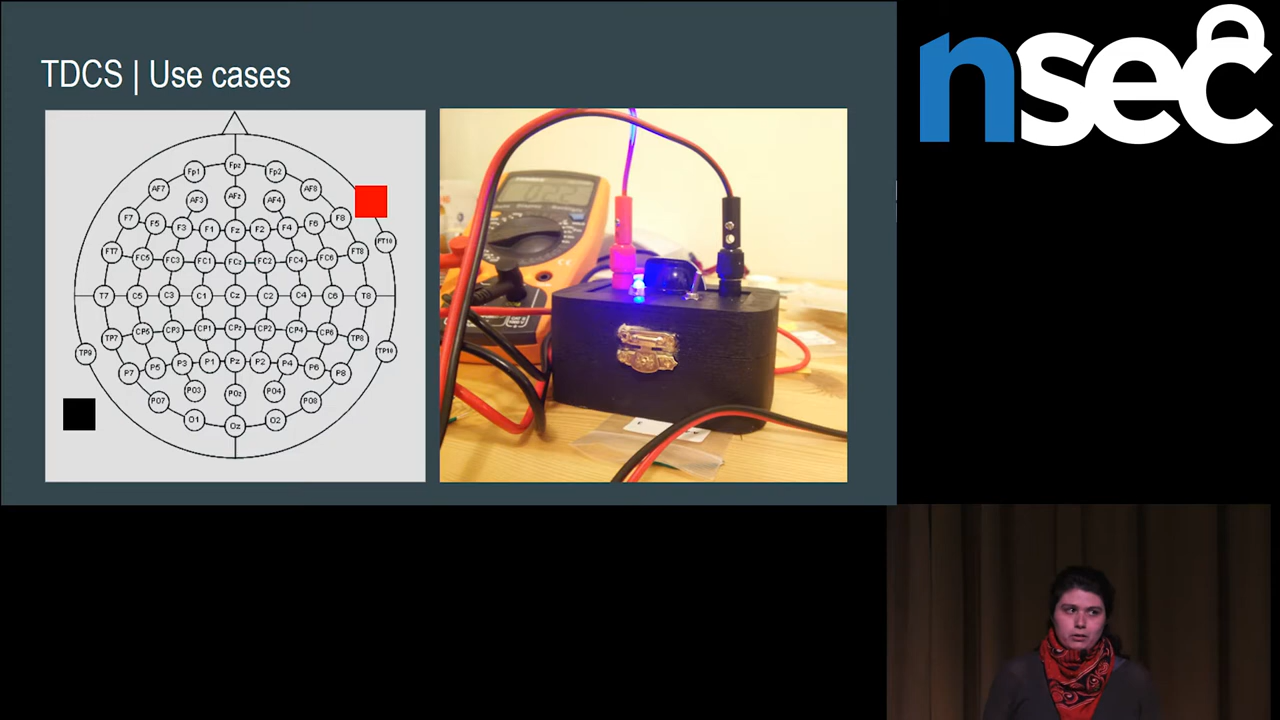 TDCS | Use cases
nsec
Fp1 Fpz Fp2
AF7 AF3 AFz AF4 AF8
F7 F5 F3 F1 Fz F2 F4 F6 F8
FT7 FC5 FC3 FC1 FCz FC2 FC4 FC6 FT8 PT10
T7 C5 C3 C1 Cz C2 C4 C6 T8
TP9 TP7 CP5 CP3 CP1 CPz CP2 CP4 CP6 TP8 TP10
P7 P5 P3 P1 Pz P2 P4 P6 P8
PO7 PO3 POz PO4 PO8
O1 Oz O2
022